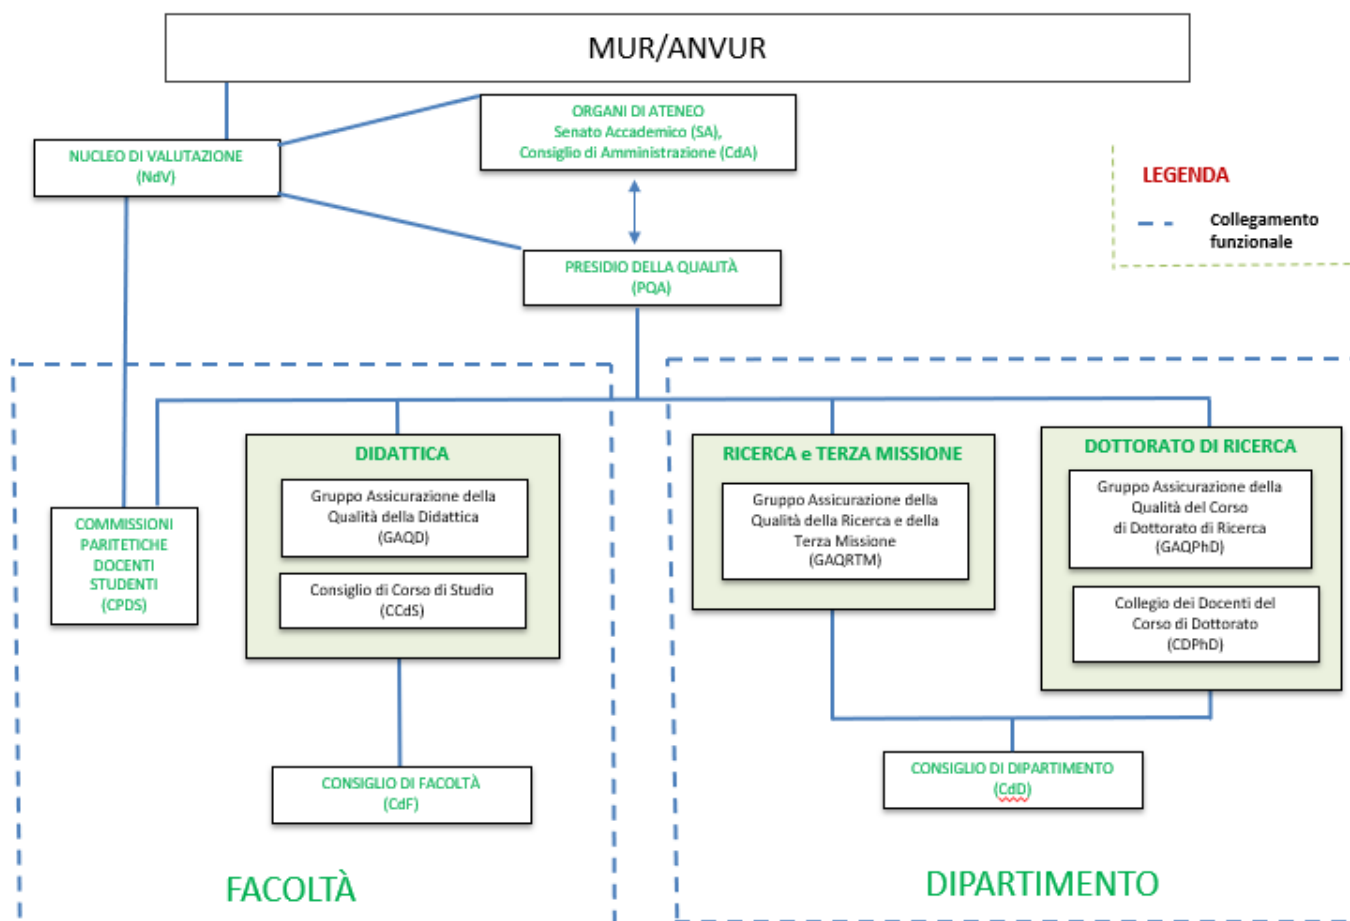 MUR/ANVUR
ORGANI DI ATENEO
Senato Accademico (SA),
Consiglio di Amministrazione (CdA)
NUCLEO DI VALUTAZIONE
(NdV)
LEGENDA
Collegamento
funzionale
PRESIDIO DELLA QUALITÀ
(PQA)
COMMISSIONI
PARITETICHE
DOCENTI
STUDENTI
(CPDS)
DIDATTICA
Gruppo Assicurazione della
Qualità della Didattica
(GAQD)
Consiglio di Corso di Studio
(CCdS)
RICERCA e TERZA MISSIONE
Gruppo Assicurazione della
Qualità della Ricerca e della
Terza Missione
(GAQRTM)
DOTTORATO DI RICERCA
Gruppo Assicurazione della
Qualità del Corso
di Dottorato di Ricerca
(GAQPhD)
Collegio dei Docenti del
Corso di Dottorato
(CDPhD)
CONSIGLIO DI FACOLTÀ
(CdF)
CONSIGLIO DI DIPARTIMENTO
(CdD)
FACOLTÀ
DIPARTIMENTO